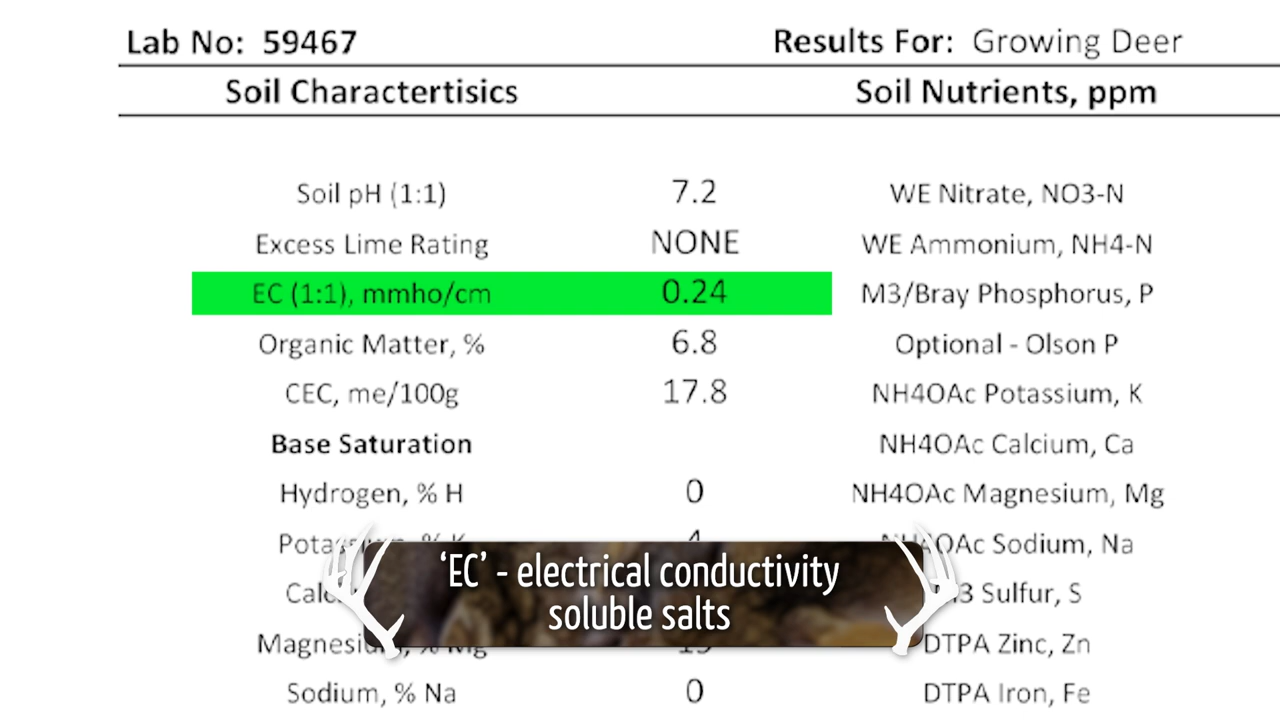 Lab No: 59467 Results For: Growing Deer
Soil Charactertisics Soil Nutrients, ppm
Soil pH (1:1) 7.2 WE Nitrate, NO3-N
Excess Lime Rating NONE WE Ammonium, NH4-N
EC (1:1), mmho/cm 0.24 M3/Bray Phosphorus, P
Organic Matter, % 6.8 Optional - Olson P
CEC, me/100g 17.8 NH4OAc Potassium, K
Base Saturation NH4OAc Calcium, Ca
Hydrogen, % H 0 NH4OAc Magnesium, Mg
Sodium, Na
‘EC’ - electrical conductivity
soluble salts
Sulfur, S
DTPA Zinc, Zn
Sodium, % Na 0 DTPA Iron, Fe